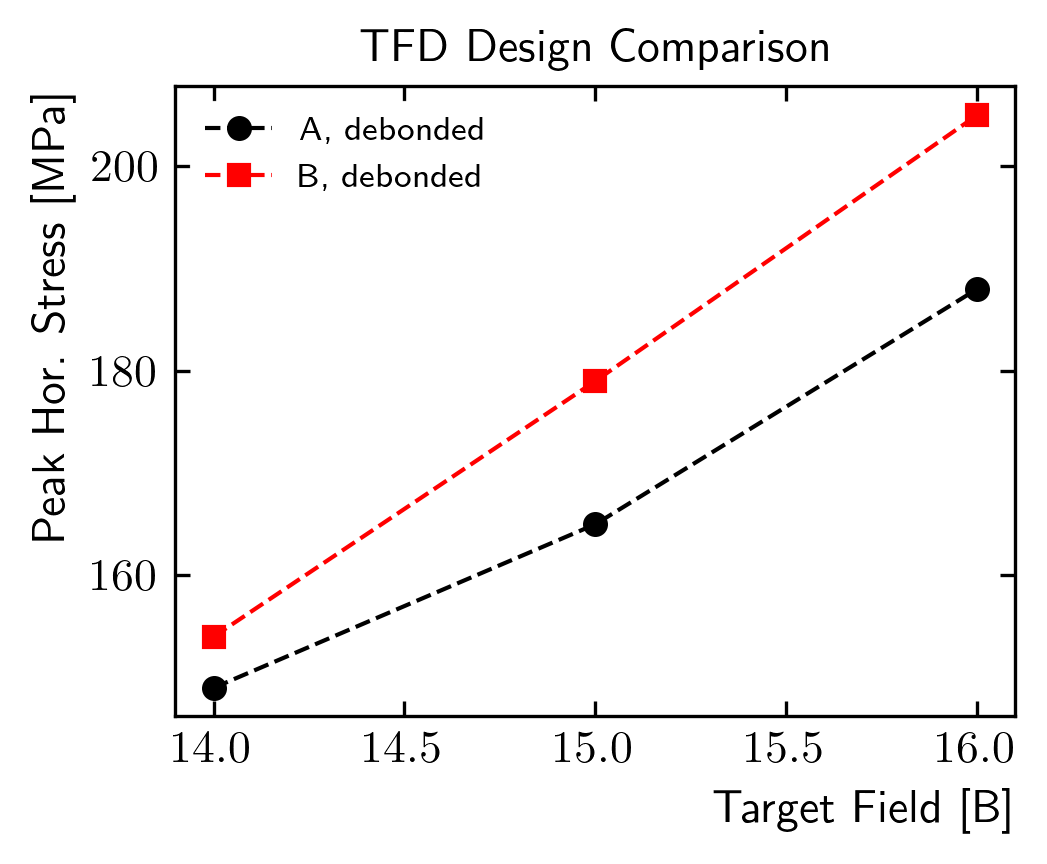 TFD Design Comparison
A, debonded
B, debonded
Peak Hor. Stress [MPa]
200
180
160
14.0 14.5 15.0 15.5 16.0
Target Field [B]